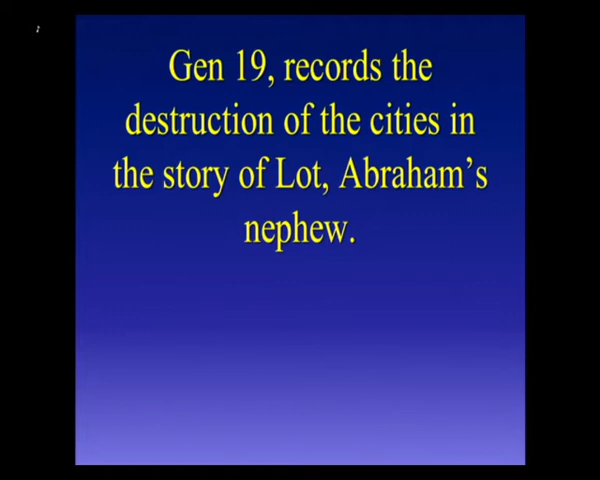 Gen 19, records the
destruction of the cities in
the story of Lot, Abraham's
nephew.